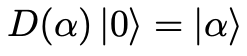 D(α) |0⟩ = |α⟩